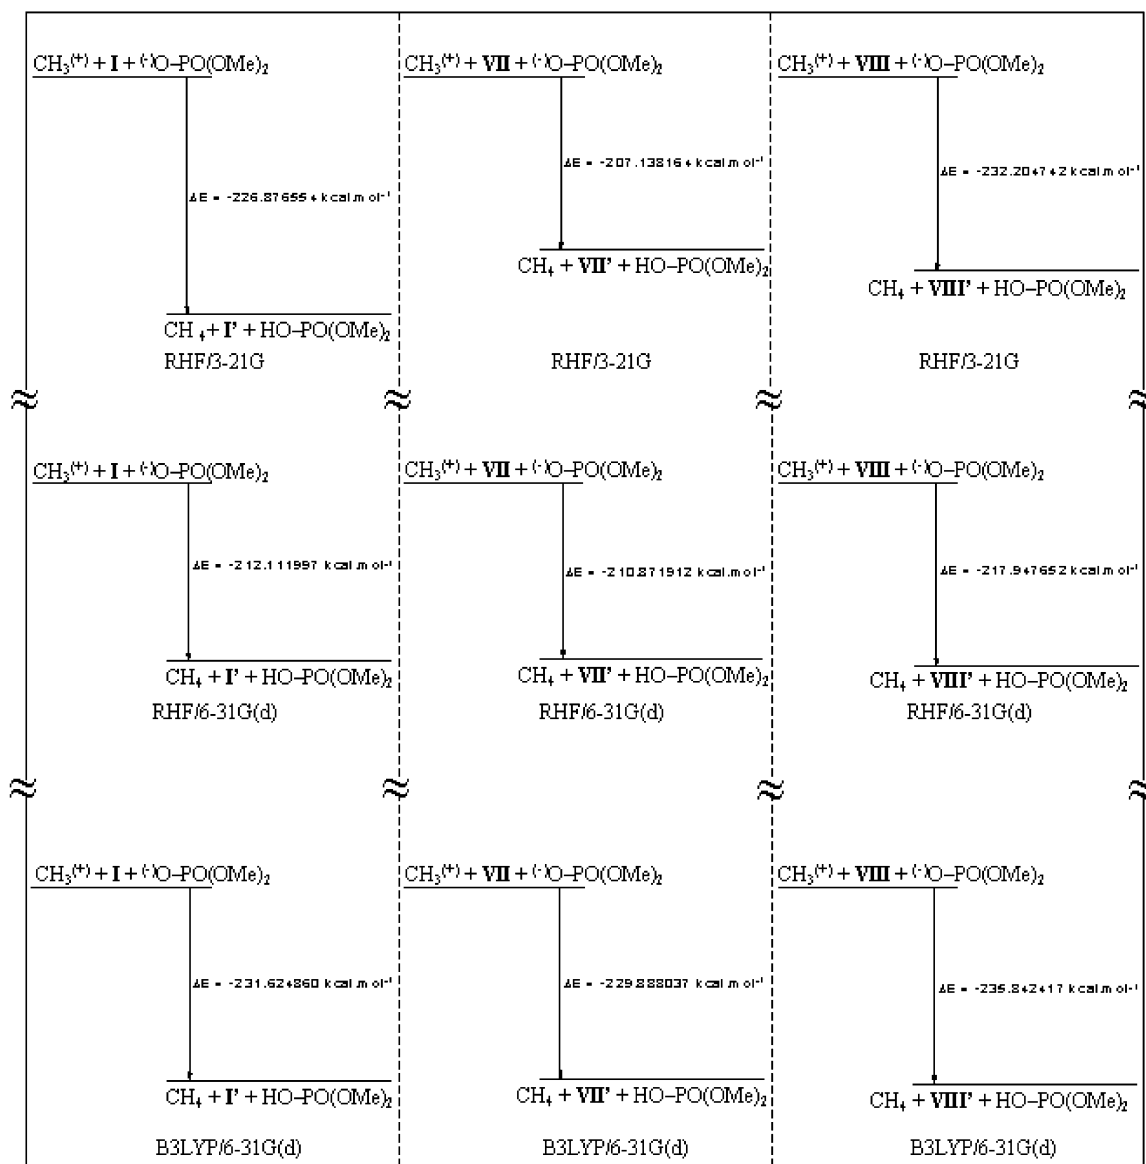 CH₃⁽⁺⁾ + I + ⁽⁻⁾O–PO(OMe)₂
CH₃⁽⁺⁾ + VII + ⁽⁻⁾O–PO(OMe)₂
CH₃⁽⁺⁾ + VIII + ⁽⁻⁾O–PO(OMe)₂
ΔE = -226.876554 kcal.mol⁻¹
ΔE = -207.138164 kcal.mol⁻¹
ΔE = -232.204742 kcal.mol⁻¹
CH₄ + I' + HO–PO(OMe)₂
CH₄ + VII' + HO–PO(OMe)₂
CH₄ + VIII' + HO–PO(OMe)₂
RHF/3-21G
RHF/3-21G
RHF/3-21G
CH₃⁽⁺⁾ + I + ⁽⁻⁾O–PO(OMe)₂
CH₃⁽⁺⁾ + VII + ⁽⁻⁾O–PO(OMe)₂
CH₃⁽⁺⁾ + VIII + ⁽⁻⁾O–PO(OMe)₂
ΔE = -212.111997 kcal.mol⁻¹
ΔE = -210.871912 kcal.mol⁻¹
ΔE = -217.947652 kcal.mol⁻¹
CH₄ + I' + HO–PO(OMe)₂
CH₄ + VII' + HO–PO(OMe)₂
CH₄ + VIII' + HO–PO(OMe)₂
RHF/6-31G(d)
RHF/6-31G(d)
RHF/6-31G(d)
CH₃⁽⁺⁾ + I + ⁽⁻⁾O–PO(OMe)₂
CH₃⁽⁺⁾ + VII + ⁽⁻⁾O–PO(OMe)₂
CH₃⁽⁺⁾ + VIII + ⁽⁻⁾O–PO(OMe)₂
ΔE = -231.624860 kcal.mol⁻¹
ΔE = -229.888037 kcal.mol⁻¹
ΔE = -235.842417 kcal.mol⁻¹
CH₄ + I' + HO–PO(OMe)₂
CH₄ + VII' + HO–PO(OMe)₂
CH₄ + VIII' + HO–PO(OMe)₂
B3LYP/6-31G(d)
B3LYP/6-31G(d)
B3LYP/6-31G(d)